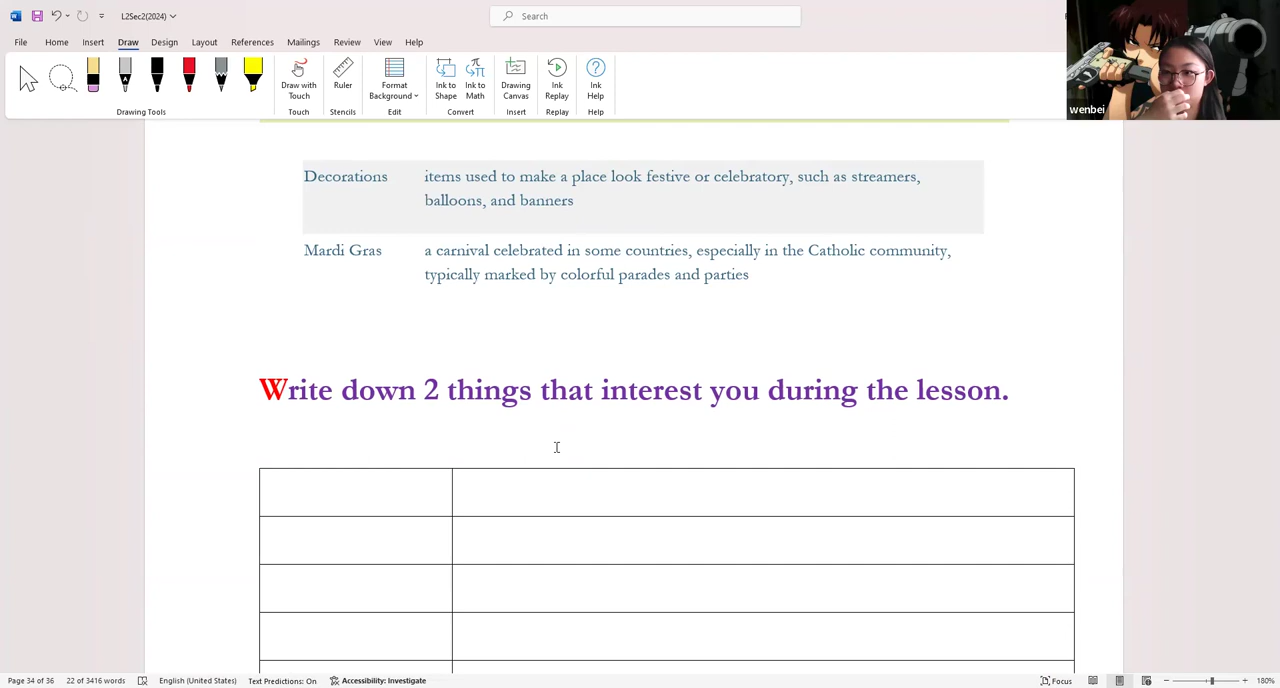 L2Sec2(2024)
Search
File Home Insert Draw Design Layout References Mailings Review View Help
Draw with Touch
Ruler
Format Background
Ink to Shape
Ink to Math
Drawing Canvas
Ink Replay
Ink Help
Drawing Tools Touch Stencils Edit Convert Insert Replay Help
wenbei
Decorations items used to make a place look festive or celebratory, such as streamers,
balloons, and banners
Mardi Gras a carnival celebrated in some countries, especially in the Catholic community,
typically marked by colorful parades and parties
Write down 2 things that interest you during the lesson.
Page 34 of 36 22 of 3416 words English (United States) Text Predictions: On Accessibility: Investigate Focus 180%